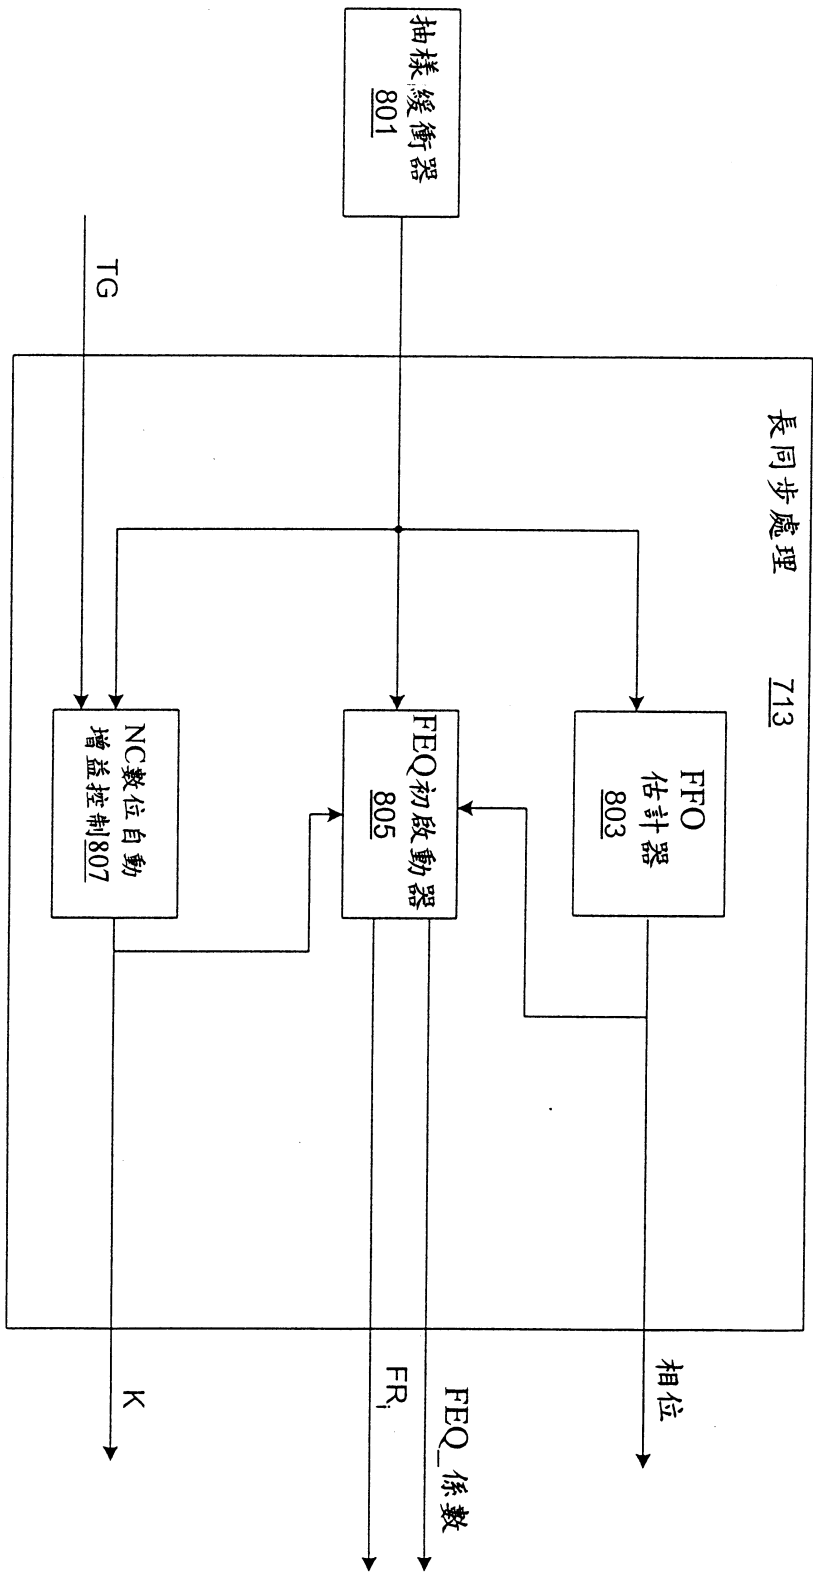 長同步處理 713
FFO
估計器
803
相位
抽樣緩衝器
801
FEQ初啟動器
805
FEQ_係數
FR_i
TG
NC數位自動
增益控制807
K